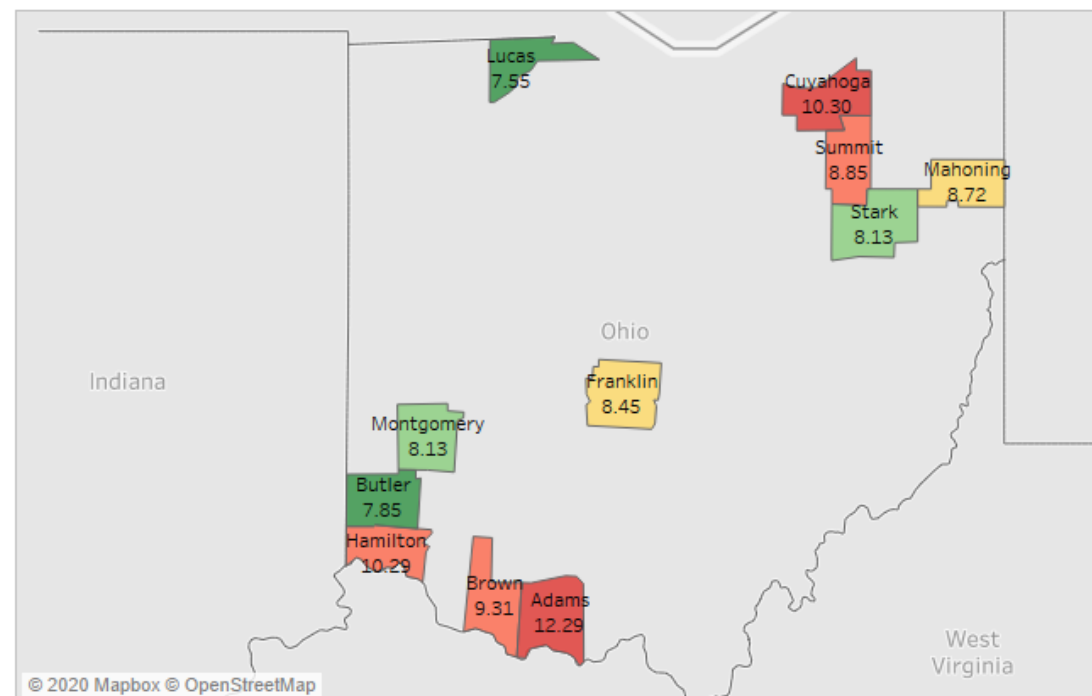 Lucas
7.55
Cuyahoga
10.30
Summit
8.85
Mahoning
8.72
Stark
8.13
Ohio
Indiana
Franklin
8.45
Montgomery
8.13
Butler
7.85
Hamilton
10.29
Brown
9.31
Adams
12.29
West
Virginia
© 2020 Mapbox © OpenStreetMap